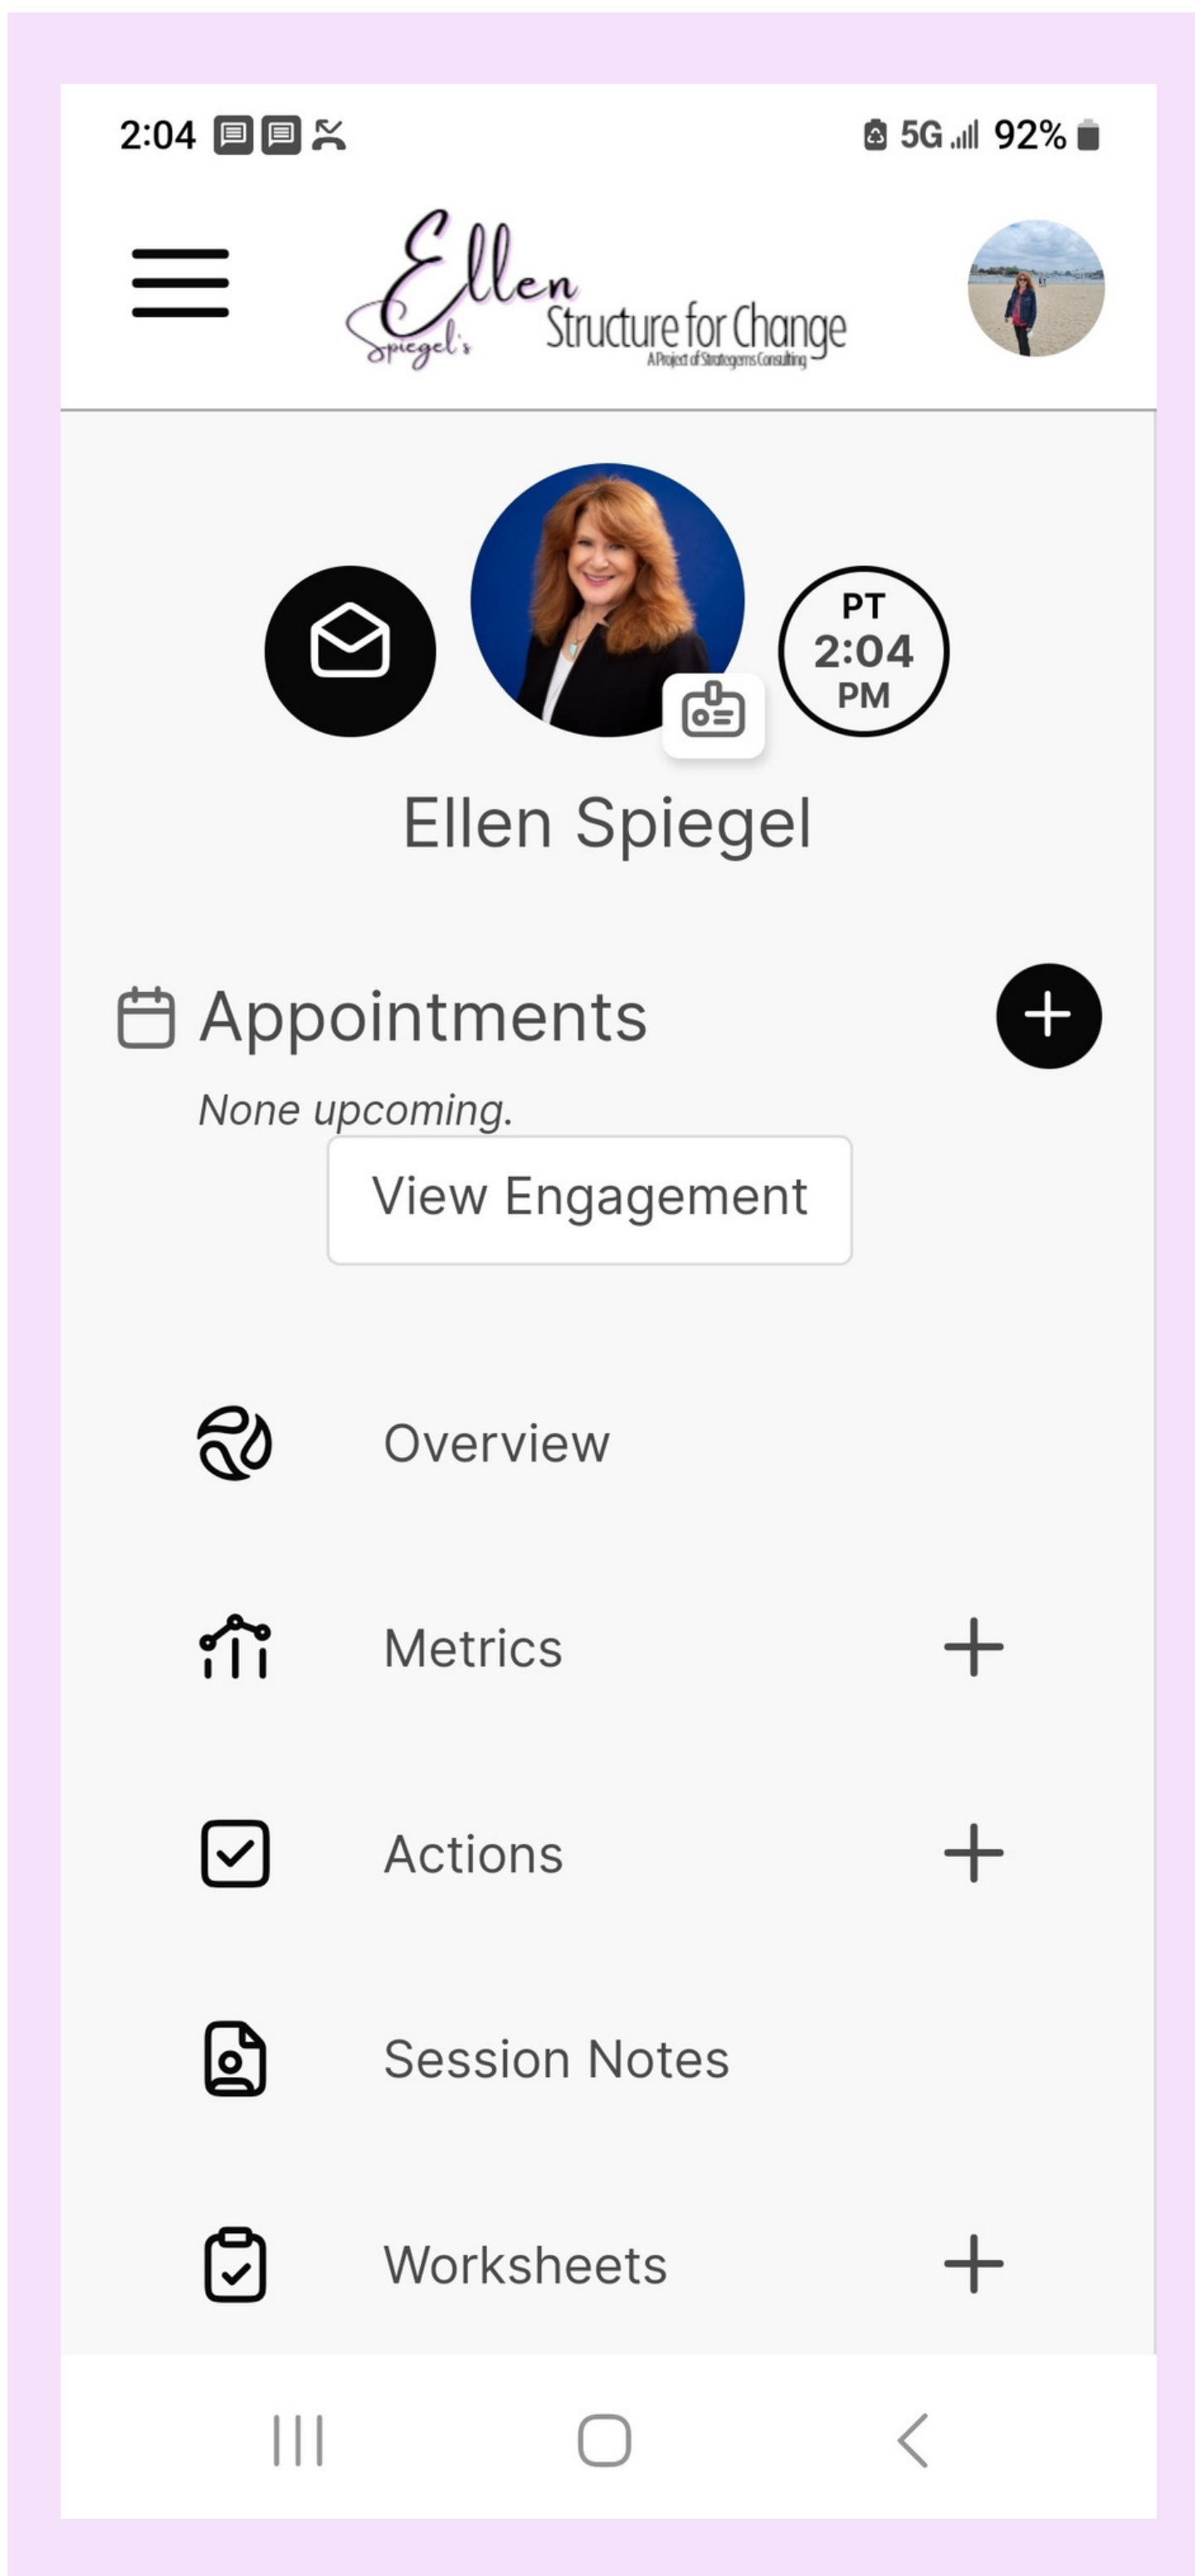 2:04 5G 92%
Ellen
Spiegel's
Structure for Change
A Project of Strategems Consulting
PT
2:04
PM
Ellen Spiegel
Appointments
None upcoming.
View Engagement
Overview
Metrics
Actions
Session Notes
Worksheets